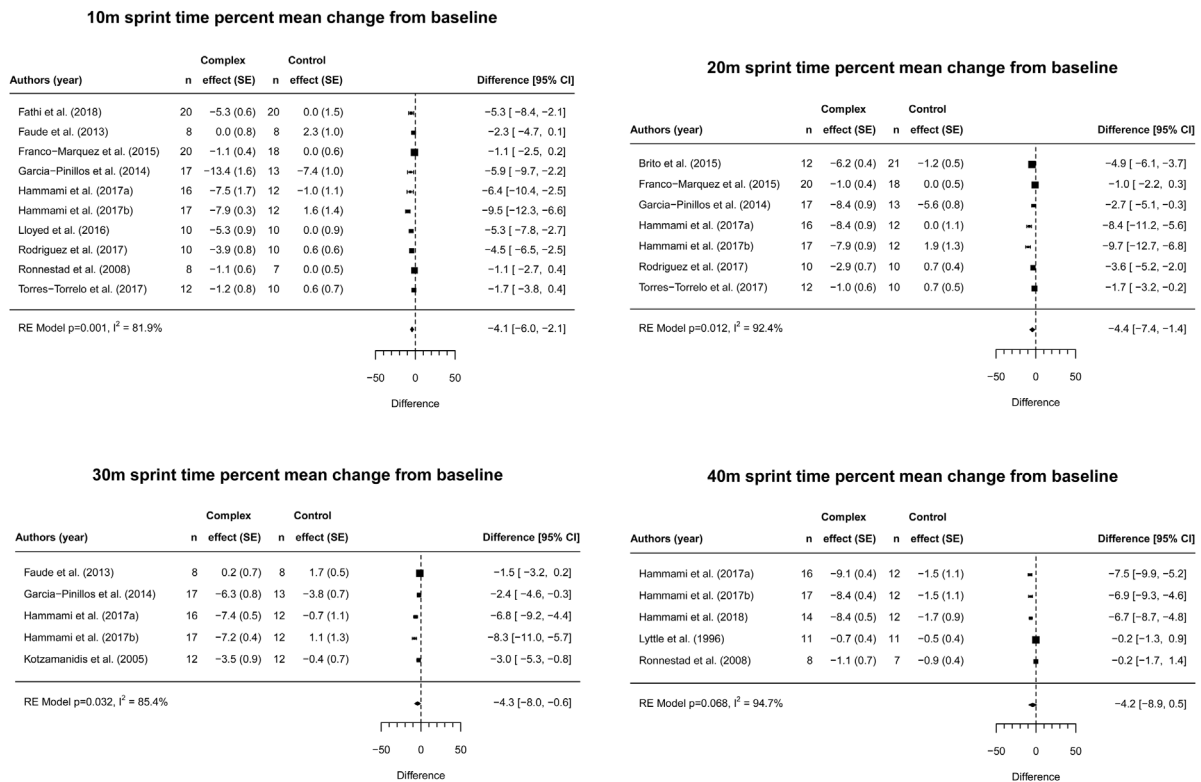 10m sprint time percent mean change from baseline
Complex Control
Authors (year) n effect (SE) n effect (SE) Difference [95% CI]
Fathi et al. (2018) 20 −5.3 (0.6) 20 0.0 (1.5) −5.3 [ −8.4, −2.1]
Faude et al. (2013) 8 0.0 (0.8) 8 2.3 (1.0) −2.3 [ −4.7, 0.1]
Franco−Marquez et al. (2015) 20 −1.1 (0.4) 18 0.0 (0.6) −1.1 [ −2.5, 0.2]
Garcia−Pinillos et al. (2014) 17 −13.4 (1.6) 13 −7.4 (1.0) −5.9 [ −9.7, −2.2]
Hammami et al. (2017a) 16 −7.5 (1.7) 12 −1.0 (1.1) −6.4 [−10.4, −2.5]
Hammami et al. (2017b) 17 −7.9 (0.3) 12 1.6 (1.4) −9.5 [−12.3, −6.6]
Lloyed et al. (2016) 10 −5.3 (0.9) 10 0.0 (0.9) −5.3 [ −7.8, −2.7]
Rodriguez et al. (2017) 10 −3.9 (0.8) 10 0.6 (0.6) −4.5 [ −6.5, −2.5]
Ronnestad et al. (2008) 8 −1.1 (0.6) 7 0.0 (0.5) −1.1 [ −2.7, 0.4]
Torres−Torrelo et al. (2017) 12 −1.2 (0.8) 10 0.6 (0.7) −1.7 [ −3.8, 0.4]
RE Model p=0.001, I² = 81.9% −4.1 [−6.0, −2.1]
−50 0 50
Difference
20m sprint time percent mean change from baseline
Complex Control
Authors (year) n effect (SE) n effect (SE) Difference [95% CI]
Brito et al. (2015) 12 −6.2 (0.4) 21 −1.2 (0.5) −4.9 [ −6.1, −3.7]
Franco−Marquez et al. (2015) 20 −1.0 (0.4) 18 0.0 (0.5) −1.0 [ −2.2, 0.3]
Garcia−Pinillos et al. (2014) 17 −8.4 (0.9) 13 −5.6 (0.8) −2.7 [ −5.1, −0.3]
Hammami et al. (2017a) 16 −8.4 (0.9) 12 0.0 (1.1) −8.4 [−11.2, −5.6]
Hammami et al. (2017b) 17 −7.9 (0.9) 12 1.9 (1.3) −9.7 [−12.7, −6.8]
Rodriguez et al. (2017) 10 −2.9 (0.7) 10 0.7 (0.4) −3.6 [ −5.2, −2.0]
Torres−Torrelo et al. (2017) 12 −1.0 (0.6) 10 0.7 (0.5) −1.7 [ −3.2, −0.2]
RE Model p=0.012, I² = 92.4% −4.4 [−7.4, −1.4]
−50 0 50
Difference
30m sprint time percent mean change from baseline
Complex Control
Authors (year) n effect (SE) n effect (SE) Difference [95% CI]
Faude et al. (2013) 8 0.2 (0.7) 8 1.7 (0.5) −1.5 [ −3.2, 0.2]
Garcia−Pinillos et al. (2014) 17 −6.3 (0.8) 13 −3.8 (0.7) −2.4 [ −4.6, −0.3]
Hammami et al. (2017a) 16 −7.4 (0.5) 12 −0.7 (1.1) −6.8 [ −9.2, −4.4]
Hammami et al. (2017b) 17 −7.2 (0.4) 12 1.1 (1.3) −8.3 [−11.0, −5.7]
Kotzamanidis et al. (2005) 12 −3.5 (0.9) 12 −0.4 (0.7) −3.0 [ −5.3, −0.8]
RE Model p=0.032, I² = 85.4% −4.3 [−8.0, −0.6]
−50 0 50
Difference
40m sprint time percent mean change from baseline
Complex Control
Authors (year) n effect (SE) n effect (SE) Difference [95% CI]
Hammami et al. (2017a) 16 −9.1 (0.4) 12 −1.5 (1.1) −7.5 [−9.9, −5.2]
Hammami et al. (2017b) 17 −8.4 (0.4) 12 −1.5 (1.1) −6.9 [−9.3, −4.6]
Hammami et al. (2018) 14 −8.4 (0.5) 12 −1.7 (0.9) −6.7 [−8.7, −4.8]
Lyttle et al. (1996) 11 −0.7 (0.4) 11 −0.5 (0.4) −0.2 [−1.3, 0.9]
Ronnestad et al. (2008) 8 −1.1 (0.7) 7 −0.9 (0.4) −0.2 [−1.7, 1.4]
RE Model p=0.068, I² = 94.7% −4.2 [−8.9, 0.5]
−50 0 50
Difference